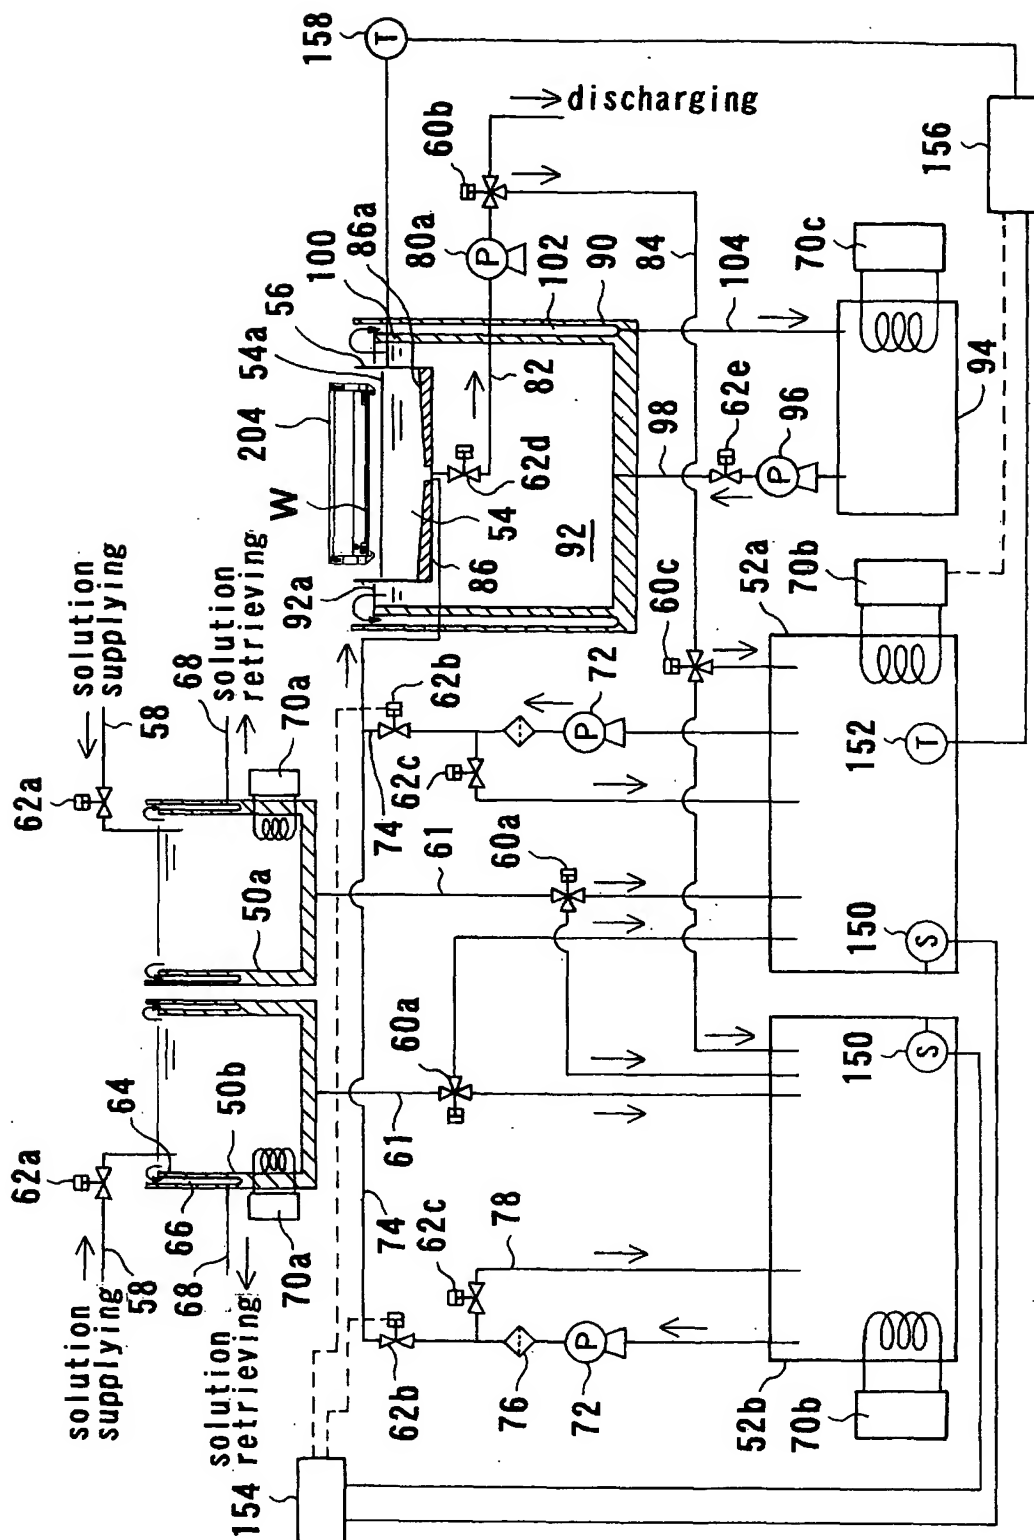 158
T
discharging
60b
156
80a
P
84
70c
100
86a
56
102
90
104
54a
204
82
62e
94
W
62d
98
96
P
54
92
86
92a
60c
52a
70b
solution
supplying
58
68
solution
retrieving
70a
62a
62b
72
P
74
62c
152
T
61
60a
50a
150
S
60a
150
S
64
50b
61
62a
66
74
62c
78
58
68
70a
solution
supplying
solution
retrieving
62b
76
72
P
52b
70b
154